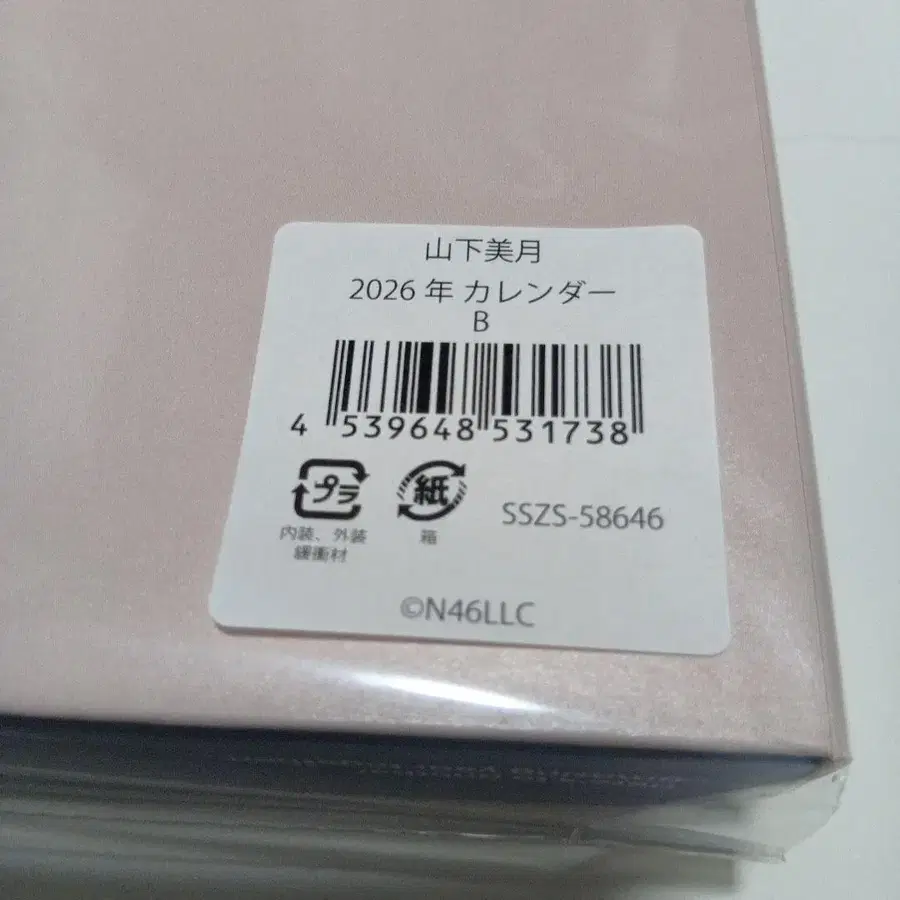 山下美月
2026 年 カレンダー
B
4 539648 531738
プラ
紙
SSZS-58646
内装、外装
緩衝材
箱
©N46LLC